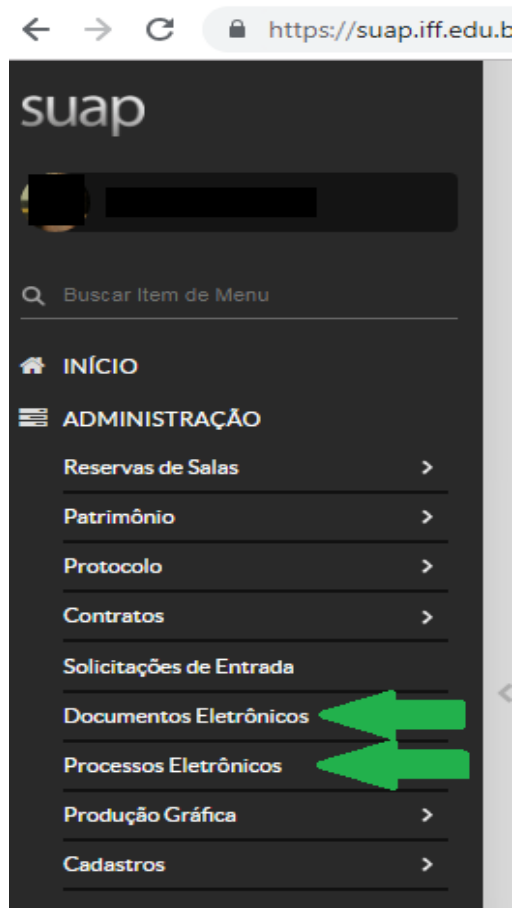 https://suap.iff.edu.b
suap
Buscar Item de Menu
INÍCIO
ADMINISTRAÇÃO
Reservas de Salas
Patrimônio
Protocolo
Contratos
Solicitações de Entrada
Documentos Eletrônicos
Processos Eletrônicos
Produção Gráfica
Cadastros